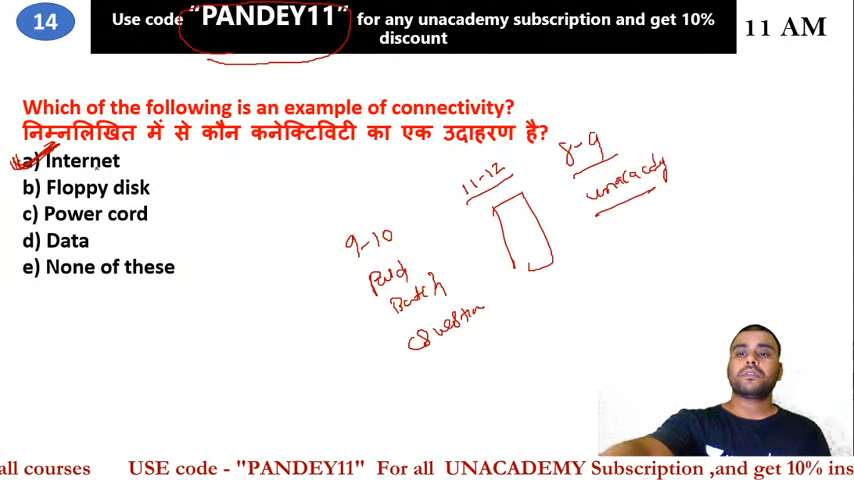 14
Use code "PANDEY11" for any unacademy subscription and get 10%
discount
11 AM
Which of the following is an example of connectivity?
निम्नलिखित में से कौन कनेक्टिविटी का एक उदाहरण है?
a) Internet
b) Floppy disk
c) Power cord
d) Data
e) None of these
8-9
unacademy
11-12
9-10
Paid
Batch
Question
all courses USE code - "PANDEY11" For all UNACADEMY Subscription ,and get 10% ins